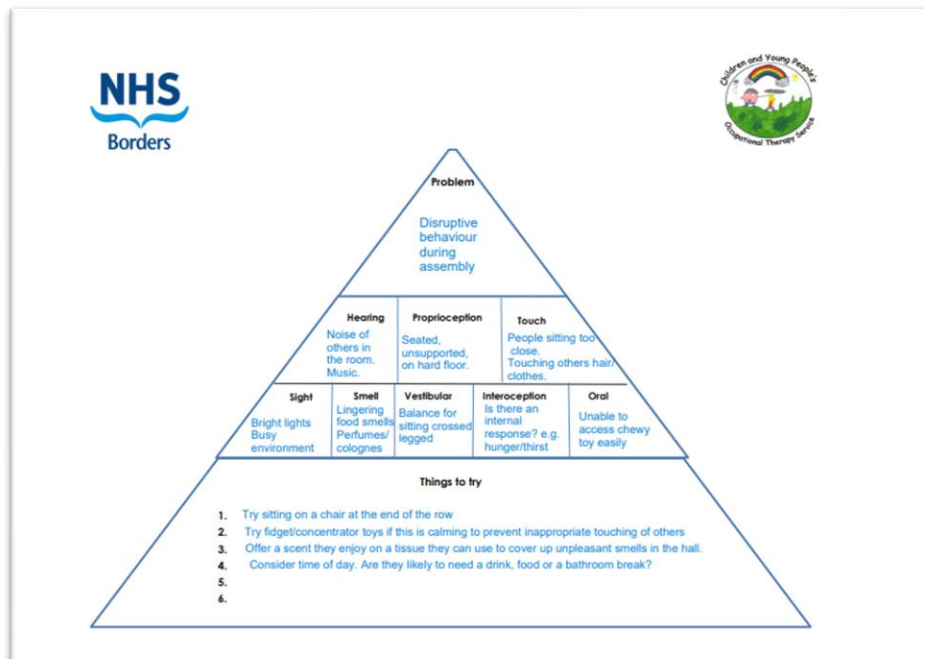 NHS
Borders
Children and Young People's
Occupational Therapy Service
Problem
Disruptive
behaviour
during
assembly
Hearing
Noise of
others in
the room.
Music.
Proprioception
Seated,
unsupported,
on hard floor.
Touch
People sitting too
close.
Touching others hair/
clothes.
Sight
Bright lights
Busy
environment
Smell
Lingering
food smells
Perfumes/
colognes
Vestibular
Balance for
sitting crossed
legged
Interoception
Is there an
internal
response? e.g.
hunger/thirst
Oral
Unable to
access chewy
toy easily
Things to try
1. Try sitting on a chair at the end of the row
2. Try fidget/concentrator toys if this is calming to prevent inappropriate touching of others
3. Offer a scent they enjoy on a tissue they can use to cover up unpleasant smells in the hall.
4. Consider time of day. Are they likely to need a drink, food or a bathroom break?
5.
6.